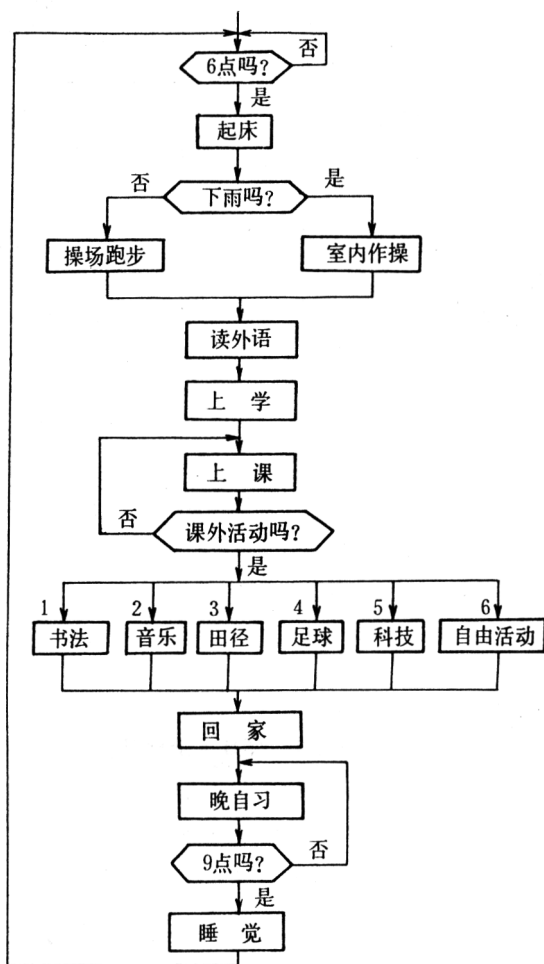 否
6点吗?
是
起床
否
下雨吗?
是
操场跑步
室内作操
读外语
上 学
上 课
否
课外活动吗?
是
1 2 3 4 5 6
书法 音乐 田径 足球 科技 自由活动
回 家
晚自习
9点吗?
否
是
睡 觉